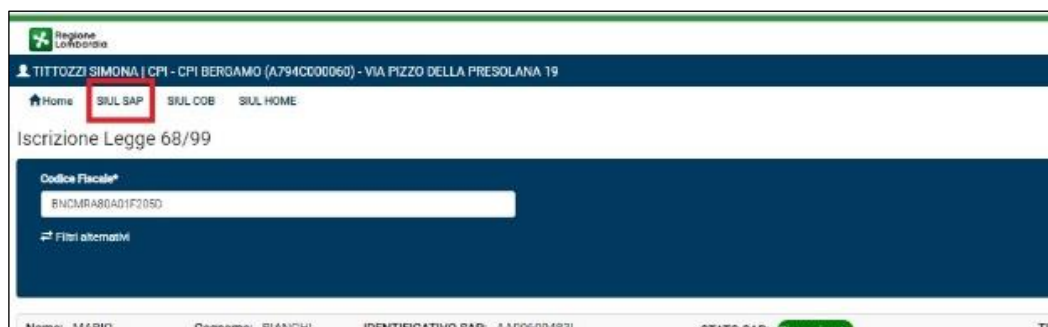 Regione
Lombardia
TITTOZZI SIMONA | CPI - CPI BERGAMO (A794C000060) - VIA PIZZO DELLA PRESOLANA 19
Home SIUL SAP SIUL COB SIUL HOME
Iscrizione Legge 68/99
Codice Fiscale*
BNCMRA80A01F205D
Filtri alternativi
Nome: MARIO Cognome: BIANCHI IDENTIFICATIVO SAP: STATO SAP: